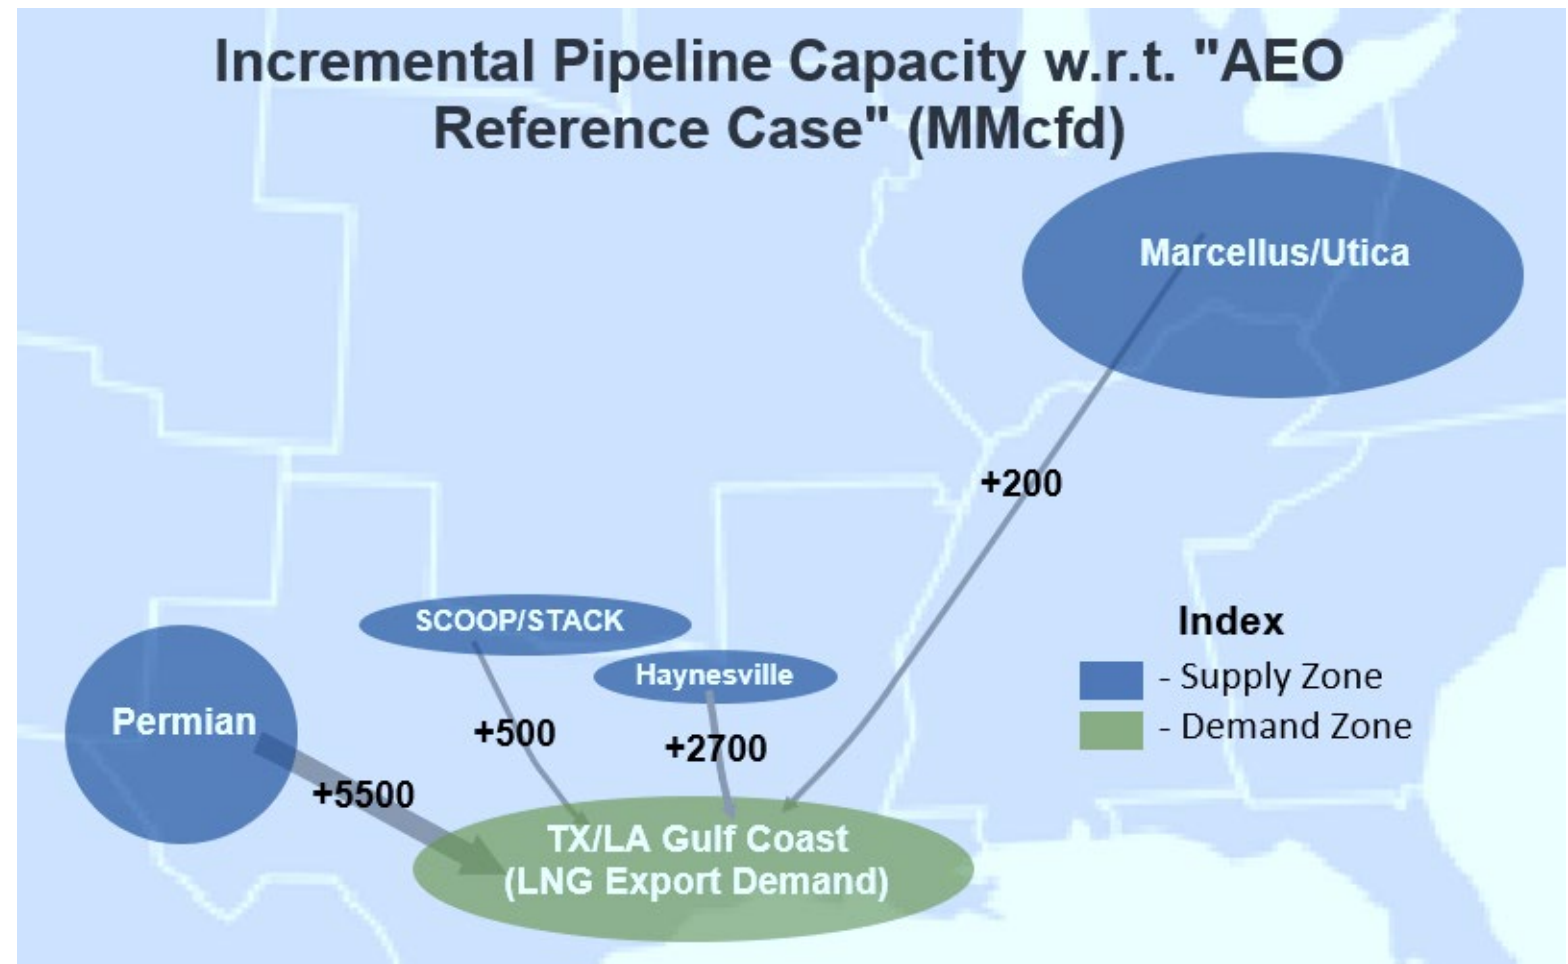 Incremental Pipeline Capacity w.r.t. "AEO
Reference Case" (MMcfd)
Marcellus/Utica
+200
SCOOP/STACK
Haynesville
Permian
+500
+2700
+5500
TX/LA Gulf Coast
(LNG Export Demand)
Index
- Supply Zone
- Demand Zone